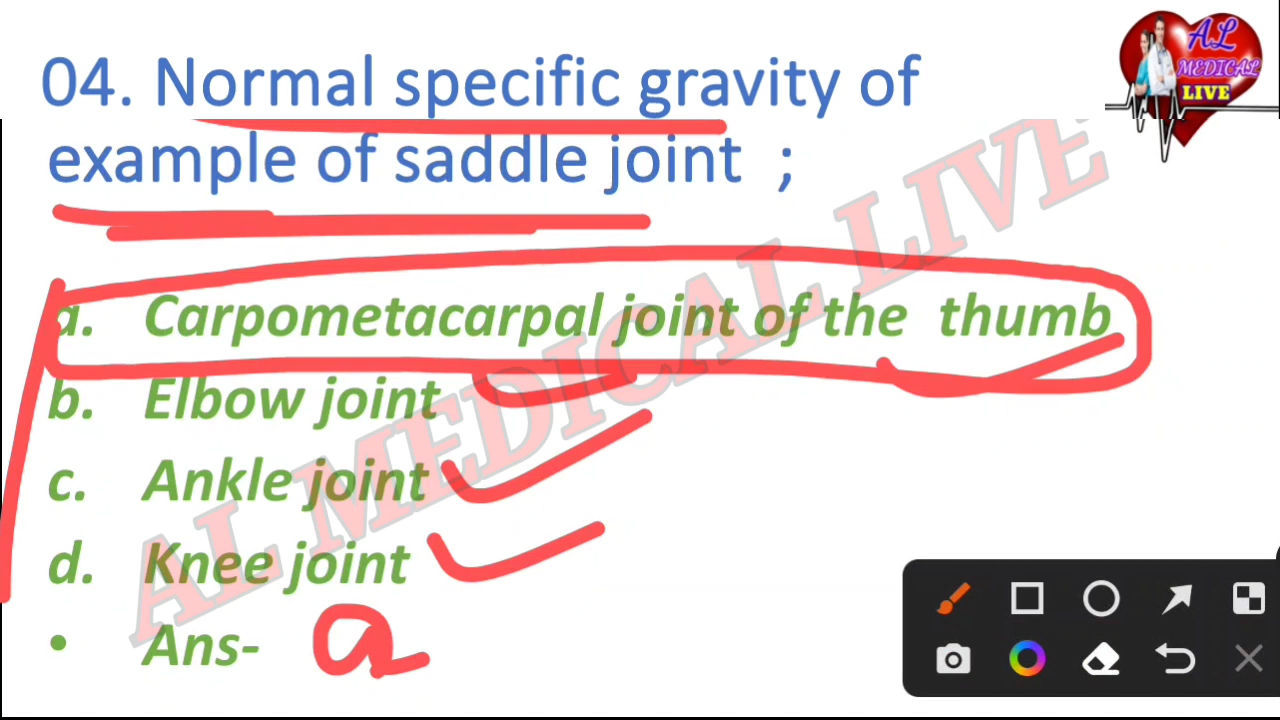 04. Normal specific gravity of
example of saddle joint ;
a. Carpometacarpal joint of the thumb
b. Elbow joint
c. Ankle joint
d. Knee joint
• Ans- a
AL MEDICAL LIVE
AL
MEDICAL
LIVE